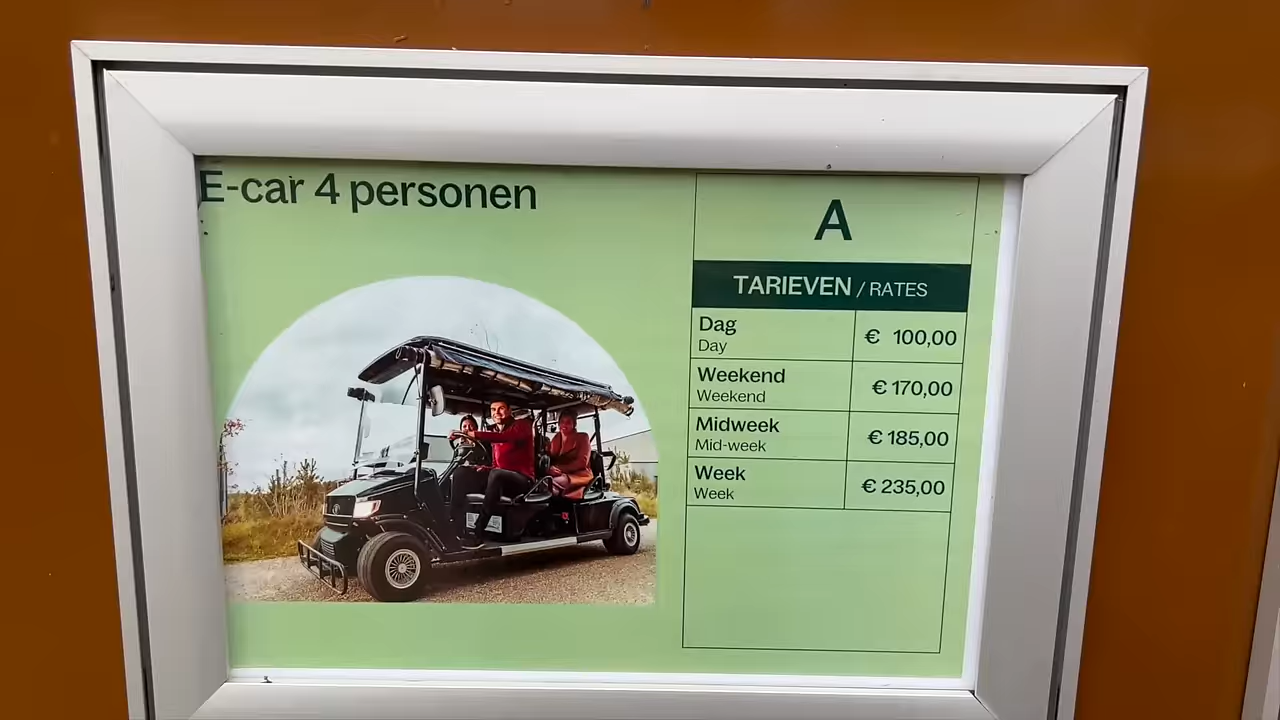 E-car 4 personen
A
TARIEVEN / RATES
Dag
Day
€ 100,00
Weekend
Weekend
€ 170,00
Midweek
Mid-week
€ 185,00
Week
Week
€ 235,00